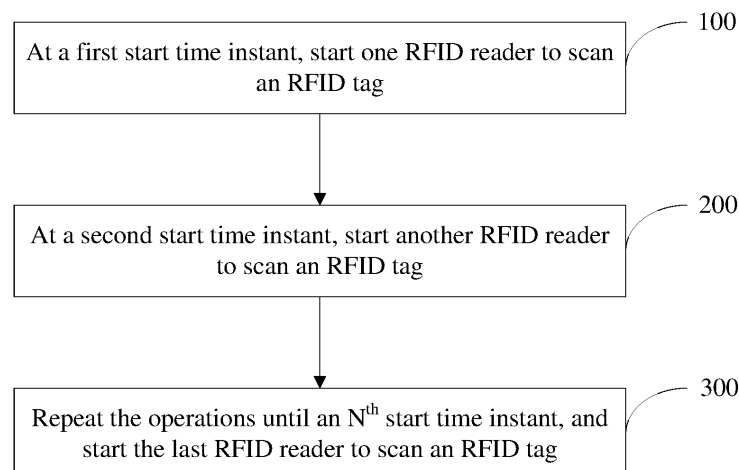 100
At a first start time instant, start one RFID reader to scan
an RFID tag
200
At a second start time instant, start another RFID reader
to scan an RFID tag
300
Repeat the operations until an Nth start time instant, and
start the last RFID reader to scan an RFID tag